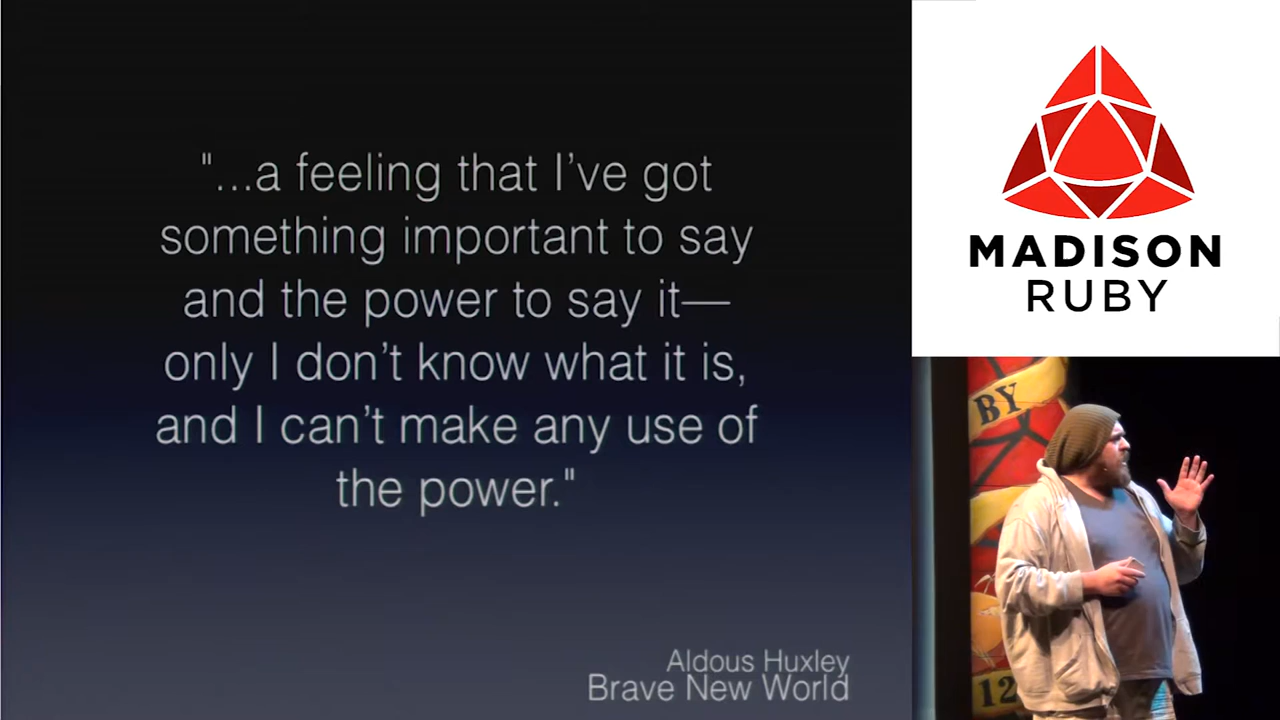 "...a feeling that I’ve got
something important to say
and the power to say it—
only I don’t know what it is,
and I can’t make any use of
the power."
Aldous Huxley
Brave New World
MADISON
RUBY
BY
12